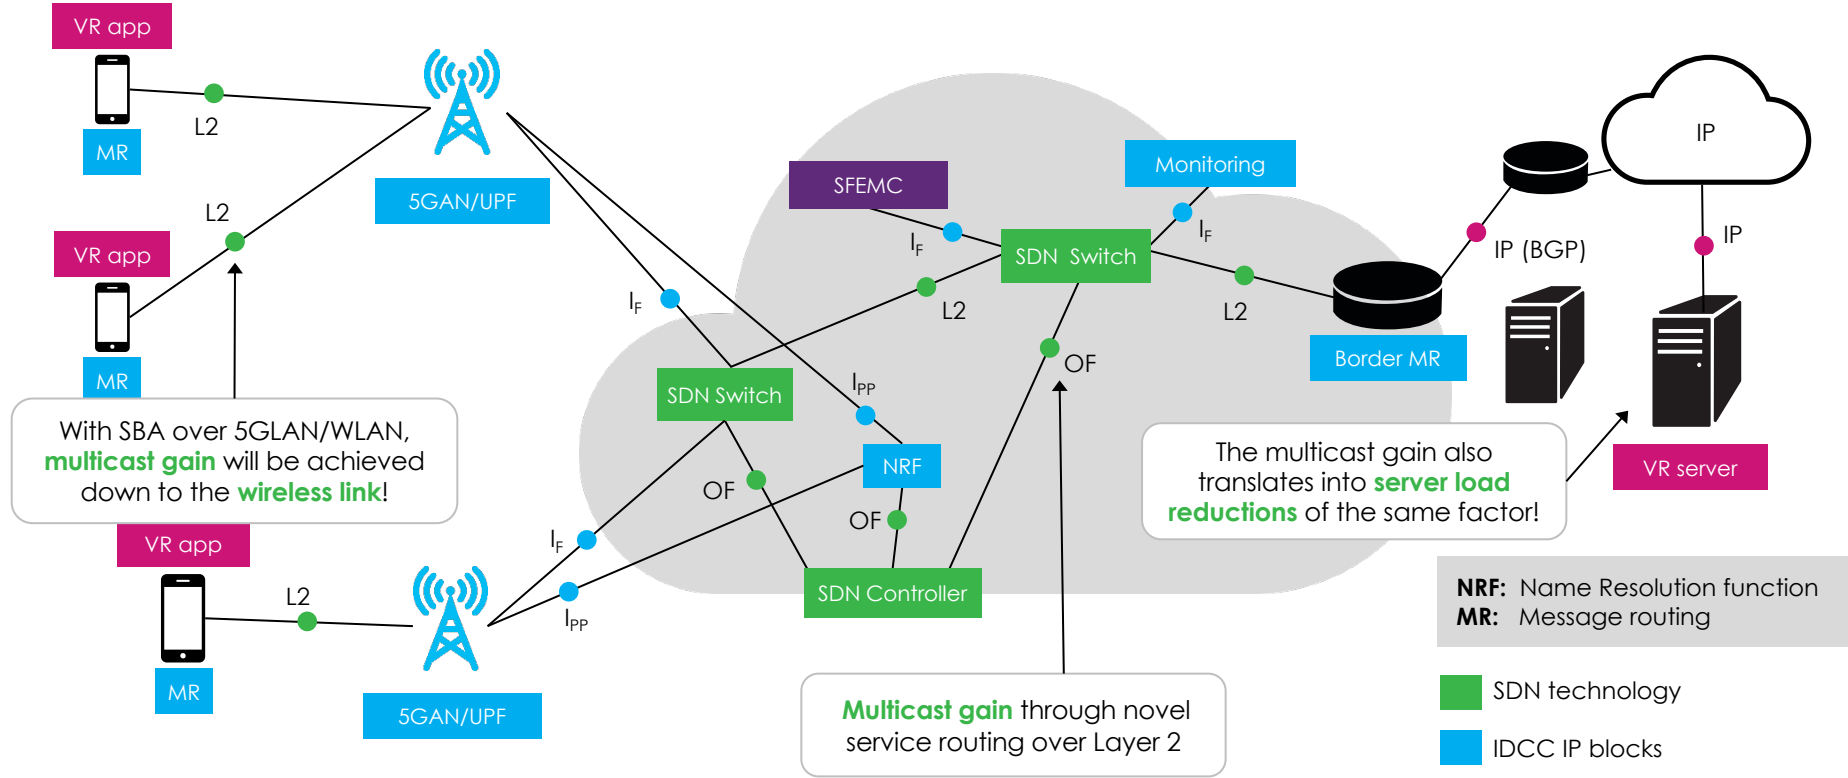 VR app
MR
L2
5GAN/UPF
L2
VR app
MR
With SBA over 5GLAN/WLAN,
multicast gain will be achieved
down to the wireless link!
VR app
MR
L2
5GAN/UPF
IF
IPP
IF
IPP
SFEMC
IF
Monitoring
IF
SDN Switch
L2
L2
SDN Switch
OF
OF
NRF
OF
SDN Controller
Multicast gain through novel
service routing over Layer 2
Border MR
IP (BGP)
IP
IP
VR server
The multicast gain also
translates into server load
reductions of the same factor!
NRF: Name Resolution function
MR: Message routing
SDN technology
IDCC IP blocks